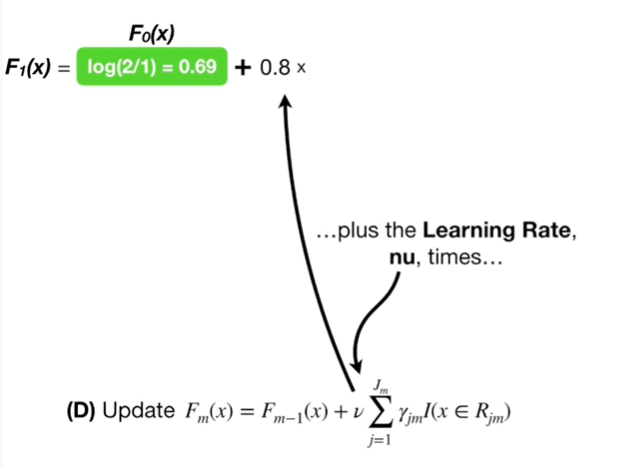 F₀(x)
F₁(x) = log(2/1) = 0.69 + 0.8 x
...plus the Learning Rate,
nu, times...
(D) Update Fₘ(x) = Fₘ₋₁(x) + ν ∑_{j=1}^{Jₘ} γⱼₘI(x ∈ Rⱼₘ)